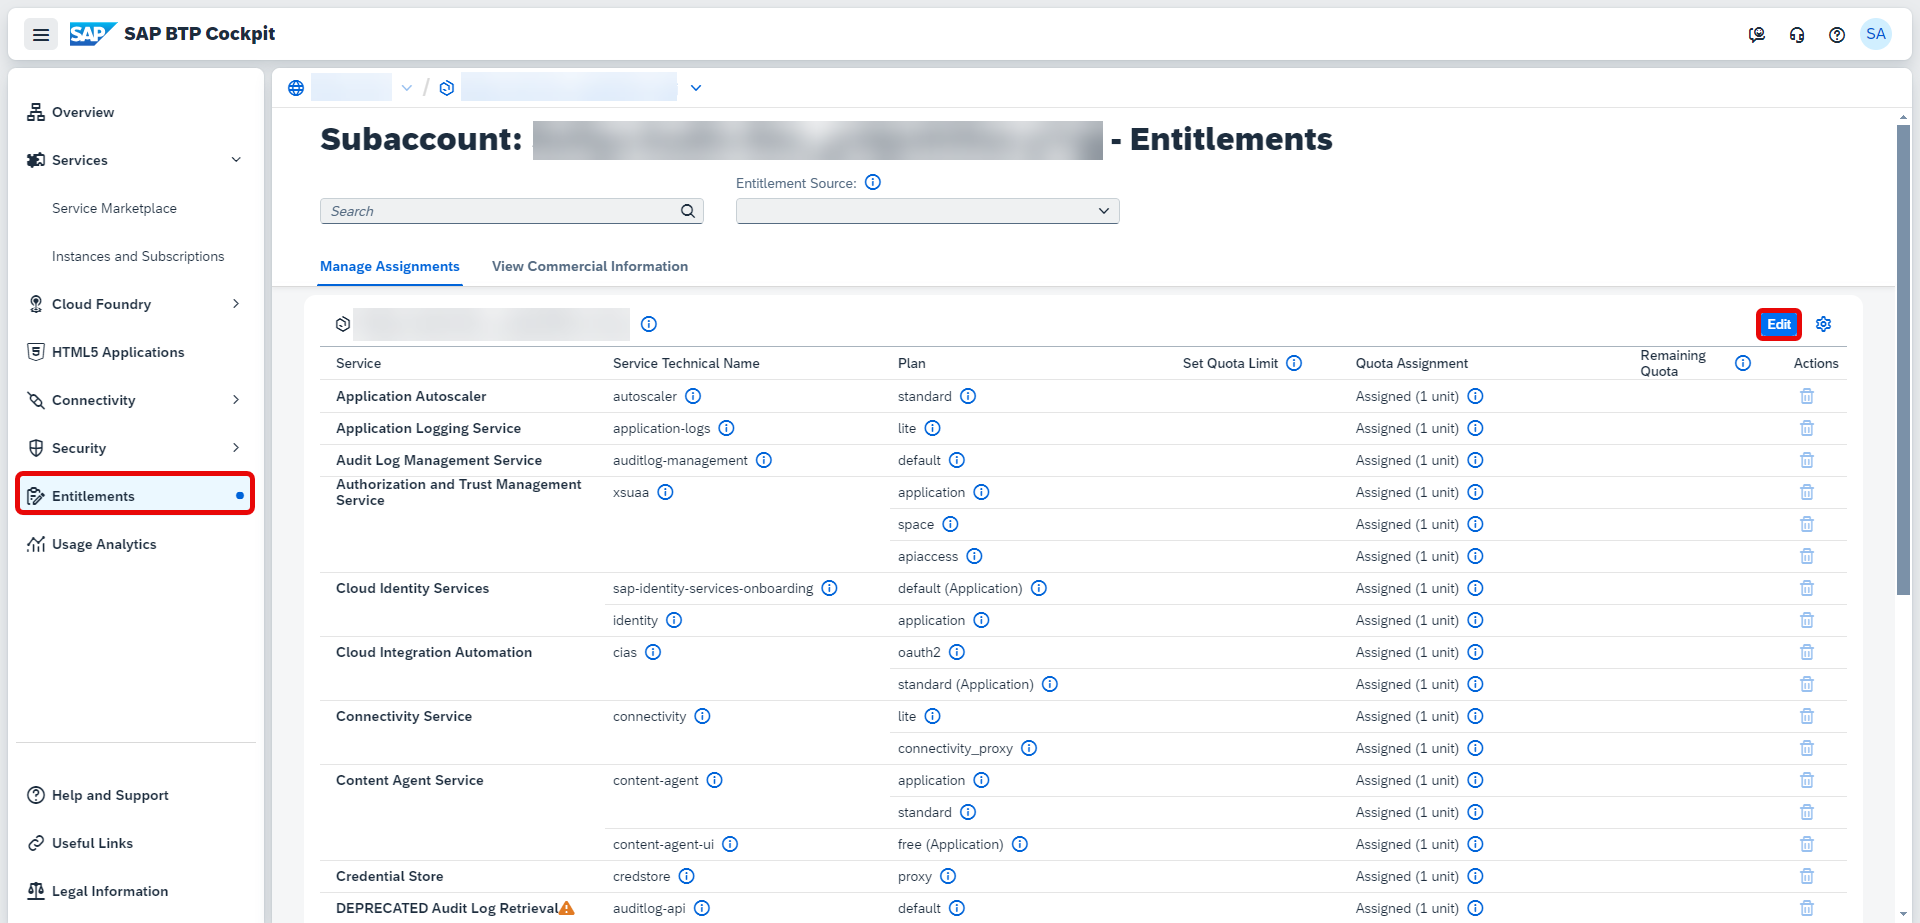 SAP SAP BTP Cockpit
SA
Overview
Services
Service Marketplace
Instances and Subscriptions
Cloud Foundry
HTML5 Applications
Connectivity
Security
Entitlements
Usage Analytics
Help and Support
Useful Links
Legal Information
/
Subaccount: - Entitlements
Entitlement Source:
Search
Manage Assignments View Commercial Information
Edit
Service Service Technical Name Plan Set Quota Limit Quota Assignment Remaining Quota Actions
Application Autoscaler autoscaler standard Assigned (1 unit)
Application Logging Service application-logs lite Assigned (1 unit)
Audit Log Management Service auditlog-management default Assigned (1 unit)
Authorization and Trust Management
Service xsuaa application Assigned (1 unit)
space Assigned (1 unit)
apiaccess Assigned (1 unit)
Cloud Identity Services sap-identity-services-onboarding default (Application) Assigned (1 unit)
identity application Assigned (1 unit)
Cloud Integration Automation cias oauth2 Assigned (1 unit)
standard (Application) Assigned (1 unit)
Connectivity Service connectivity lite Assigned (1 unit)
connectivity_proxy Assigned (1 unit)
Content Agent Service content-agent application Assigned (1 unit)
standard Assigned (1 unit)
content-agent-ui free (Application) Assigned (1 unit)
Credential Store credstore proxy Assigned (1 unit)
DEPRECATED Audit Log Retrieval auditlog-api default Assigned (1 unit)